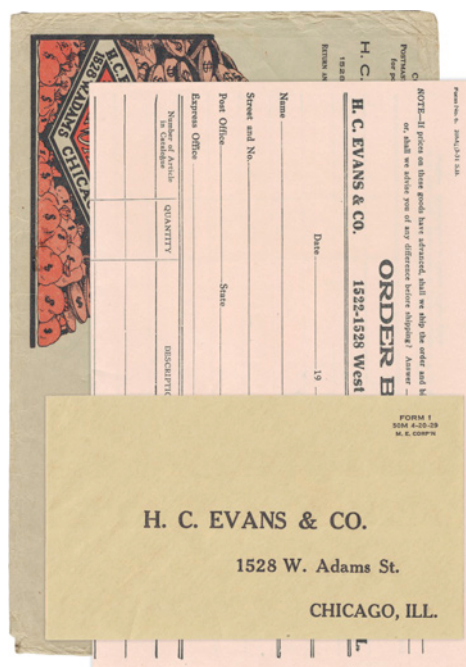 FORM 1
50M 4-20-29
M. E. CORP'N
H. C. EVANS & CO.
1528 W. Adams St.
CHICAGO, ILL.
NOTE—If prices on these goods have advanced, shall we ship the order and
or, shall we advise you of any difference before shipping? Answer
ORDER
H. C. EVANS & CO. 1522-1528 West
Date 19
Name
Street and No.
Post Office State
Express Office
Number of Article
in Catalogue
QUANTITY
H. C.
1528
RETURN
1528 W. ADAMS
CHICA